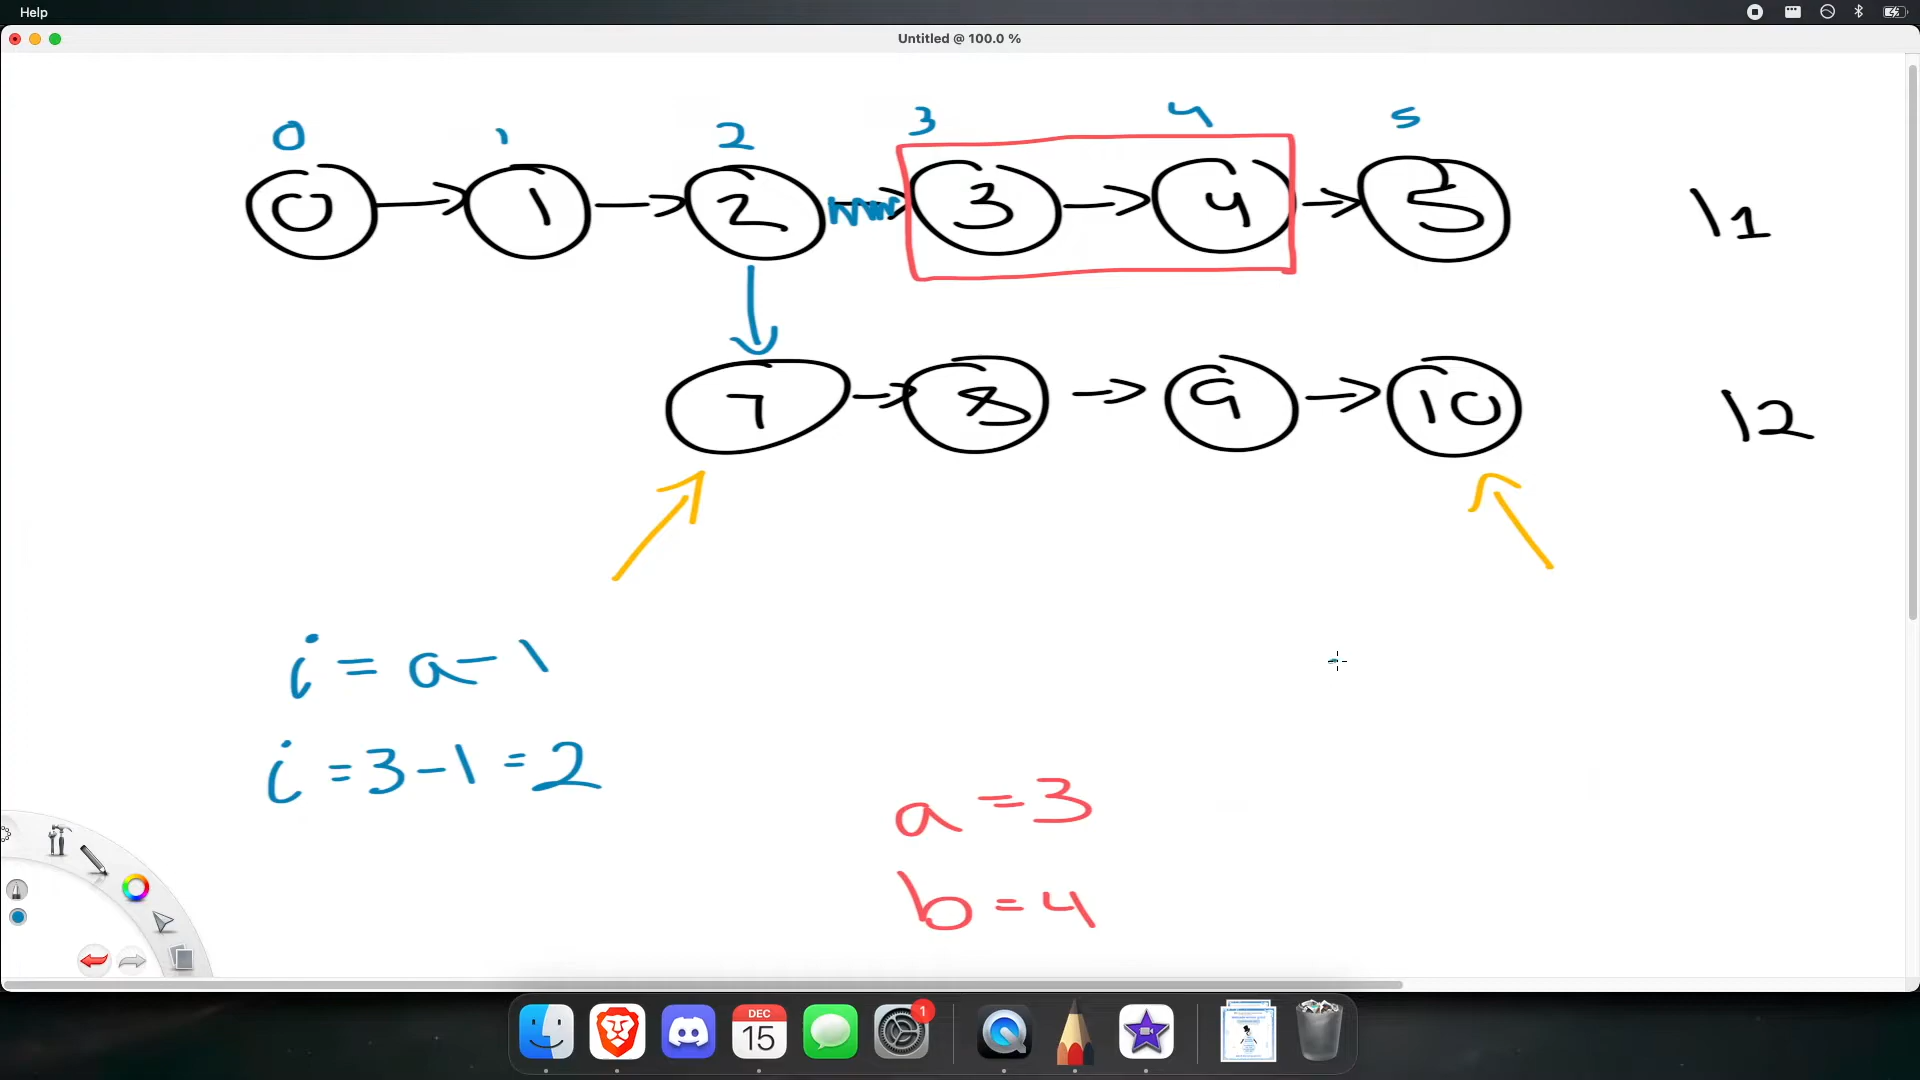 Help
Untitled @ 100.0 %
0 1 2 3 4 5
0 1 2 3 4 5 l1
7 8 9 10 l2
i = a - 1
i = 3 - 1 = 2
a = 3
b = 4
1
DEC
15